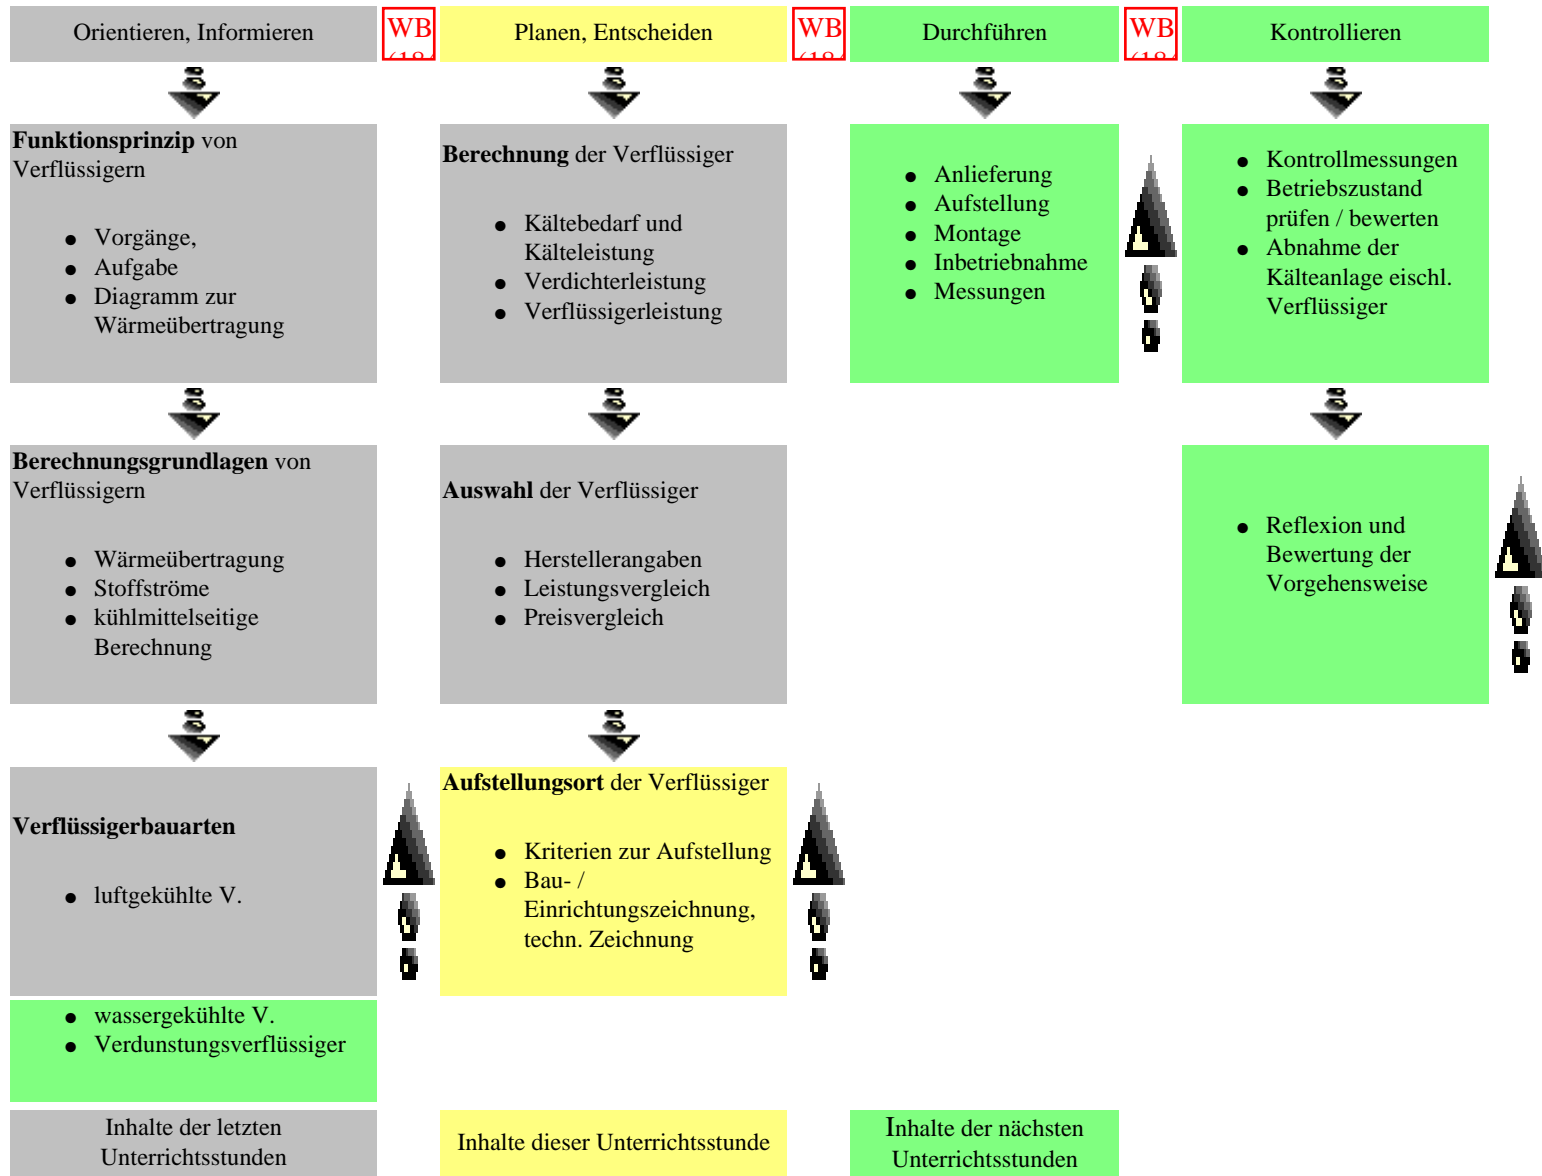 Orientieren, Informieren
WB
Planen, Entscheiden
WB
Durchführen
WB
Kontrollieren
Funktionsprinzip von
Verflüssigern
● Vorgänge,
● Aufgabe
● Diagramm zur
Wärmeübertragung
Berechnung der Verflüssiger
● Kältebedarf und
Kälteleistung
● Verdichterleistung
● Verflüssigerleistung
● Anlieferung
● Aufstellung
● Montage
● Inbetriebnahme
● Messungen
● Kontrollmessungen
● Betriebszustand
prüfen / bewerten
● Abnahme der
Kälteanlage eischl.
Verflüssiger
Berechnungsgrundlagen von
Verflüssigern
● Wärmeübertragung
● Stoffströme
● kühlmittelseitige
Berechnung
Auswahl der Verflüssiger
● Herstellerangaben
● Leistungsvergleich
● Preisvergleich
● Reflexion und
Bewertung der
Vorgehensweise
Verflüssigerbauarten
● luftgekühlte V.
Aufstellungsort der Verflüssiger
● Kriterien zur Aufstellung
● Bau- /
Einrichtungszeichnung,
techn. Zeichnung
● wassergekühlte V.
● Verdunstungsverflüssiger
Inhalte der letzten
Unterrichtsstunden
Inhalte dieser Unterrichtsstunde
Inhalte der nächsten
Unterrichtsstunden